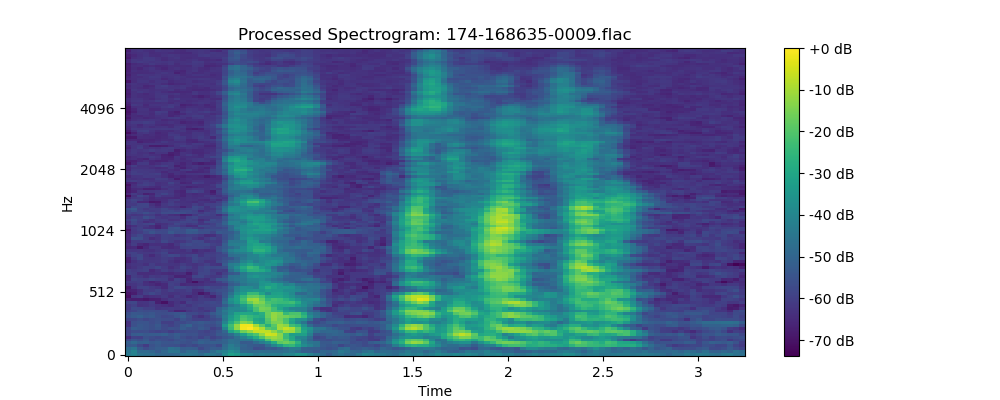 Processed Spectrogram: 174-168635-0009.flac
Hz
4096
2048
1024
512
0
0 0.5 1 1.5 2 2.5 3
Time
+0 dB
-10 dB
-20 dB
-30 dB
-40 dB
-50 dB
-60 dB
-70 dB